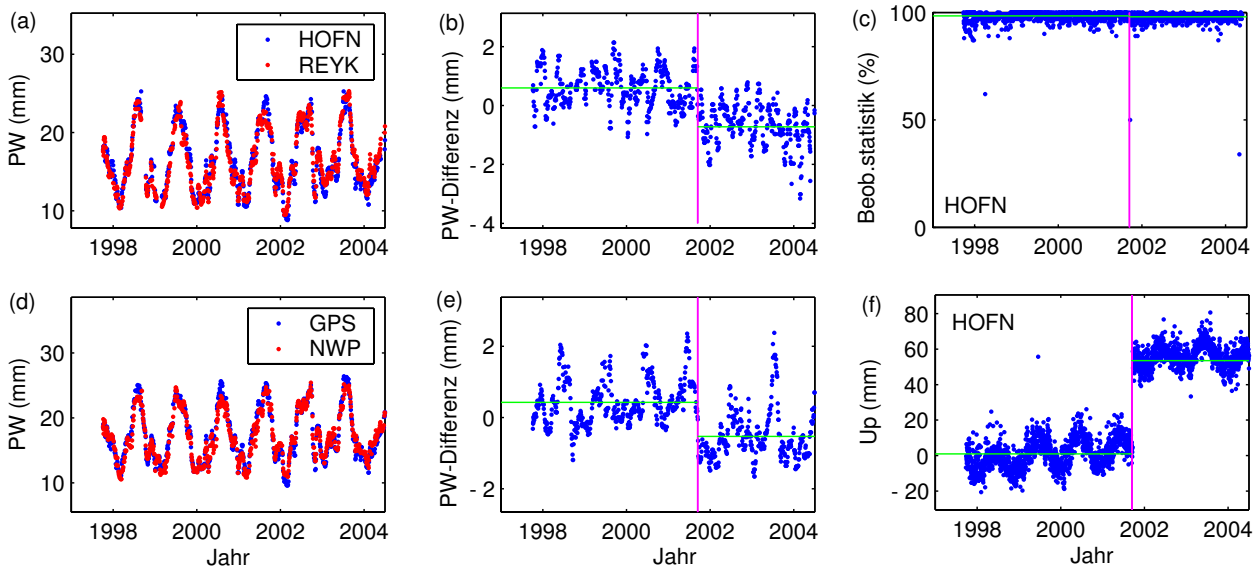 (a)
HOFN
REYK
PW (mm)
30
20
10
1998 2000 2002 2004
(b)
PW-Differenz (mm)
2
0
- 2
- 4
1998 2000 2002 2004
(c)
Beob.statistik (%)
100
50
0
HOFN
1998 2000 2002 2004
(d)
GPS
NWP
PW (mm)
30
20
10
1998 2000 2002 2004
Jahr
(e)
PW-Differenz (mm)
2
0
- 2
1998 2000 2002 2004
(f)
HOFN
Up (mm)
80
60
40
20
0
- 20
1998 2000 2002 2004
Jahr